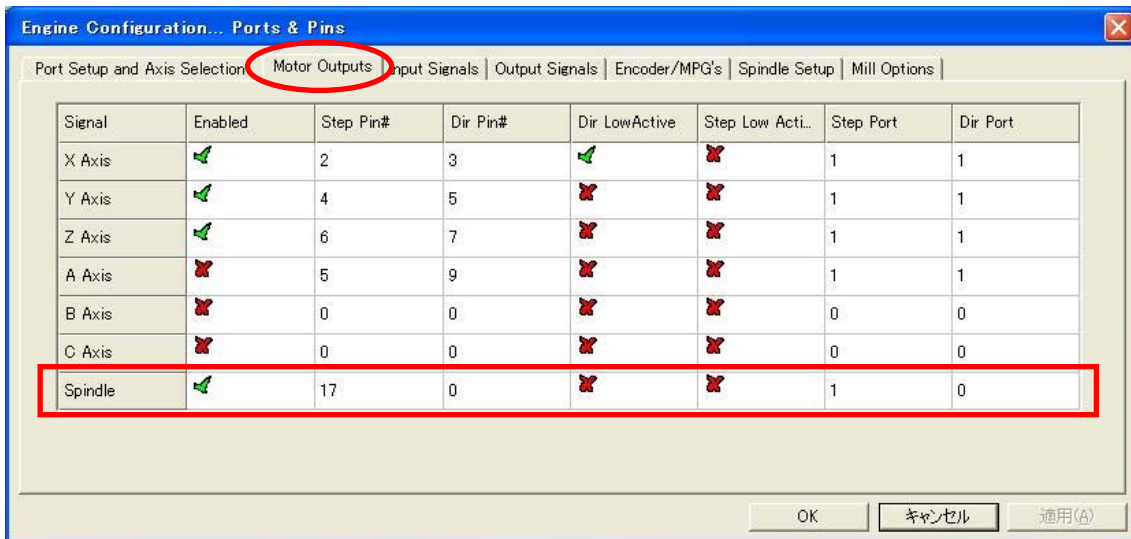 Engine Configuration... Ports & Pins
Port Setup and Axis Selection Motor Outputs nput Signals Output Signals Encoder/MPG's Spindle Setup Mill Options
Signal Enabled Step Pin# Dir Pin# Dir LowActive Step Low Acti... Step Port Dir Port
X Axis 2 3 1 1
Y Axis 4 5 1 1
Z Axis 6 7 1 1
A Axis 5 9 1 1
B Axis 0 0 0 0
C Axis 0 0 0 0
Spindle 17 0 1 0
OK キャンセル 適用(A)